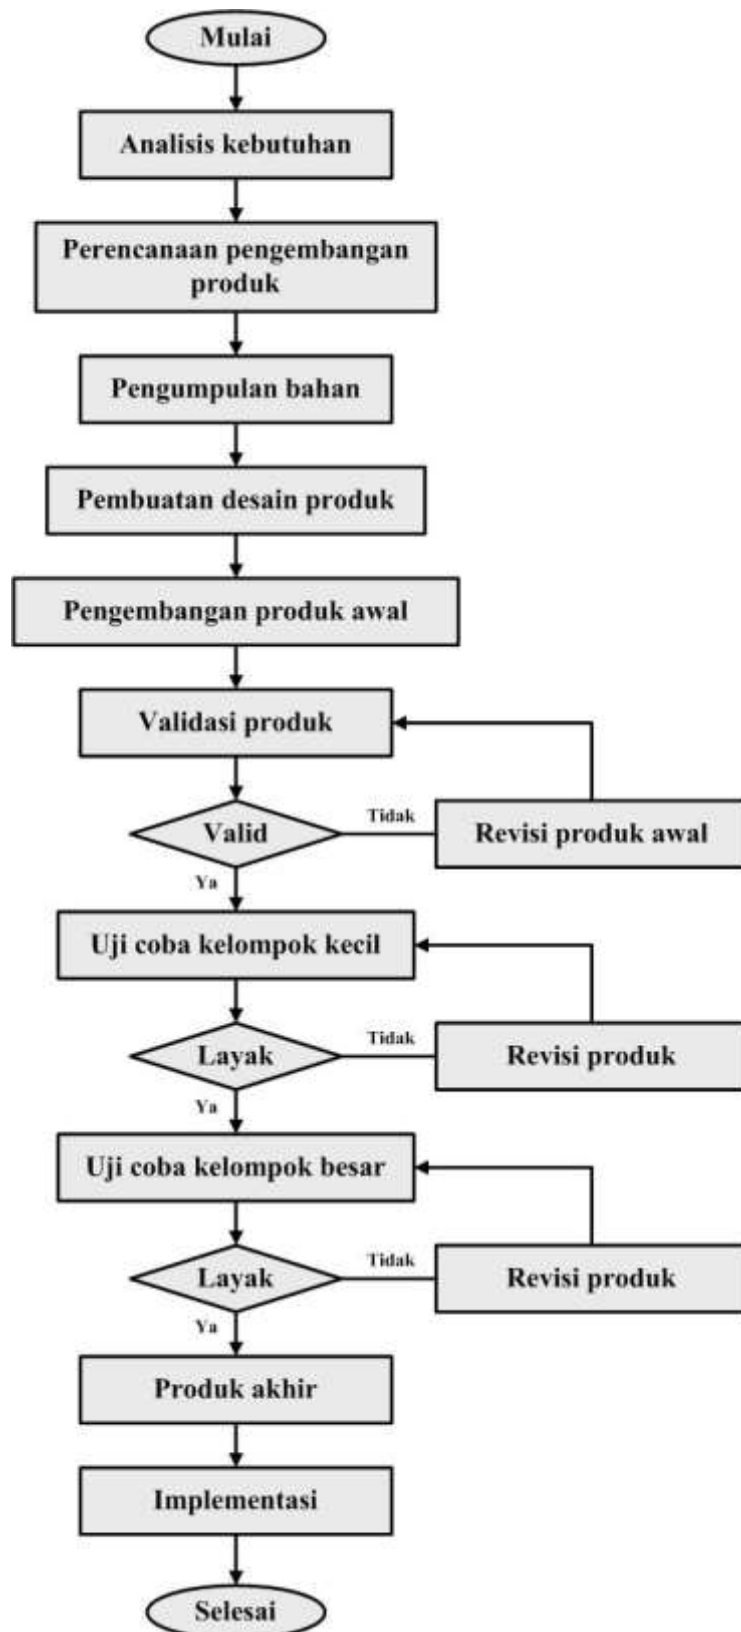 Mulai
Analisis kebutuhan
Perencanaan pengembangan
produk
Pengumpulan bahan
Pembuatan desain produk
Pengembangan produk awal
Validasi produk
Valid
Tidak
Revisi produk awal
Ya
Uji coba kelompok kecil
Layak
Tidak
Revisi produk
Ya
Uji coba kelompok besar
Layak
Tidak
Revisi produk
Ya
Produk akhir
Implementasi
Selesai